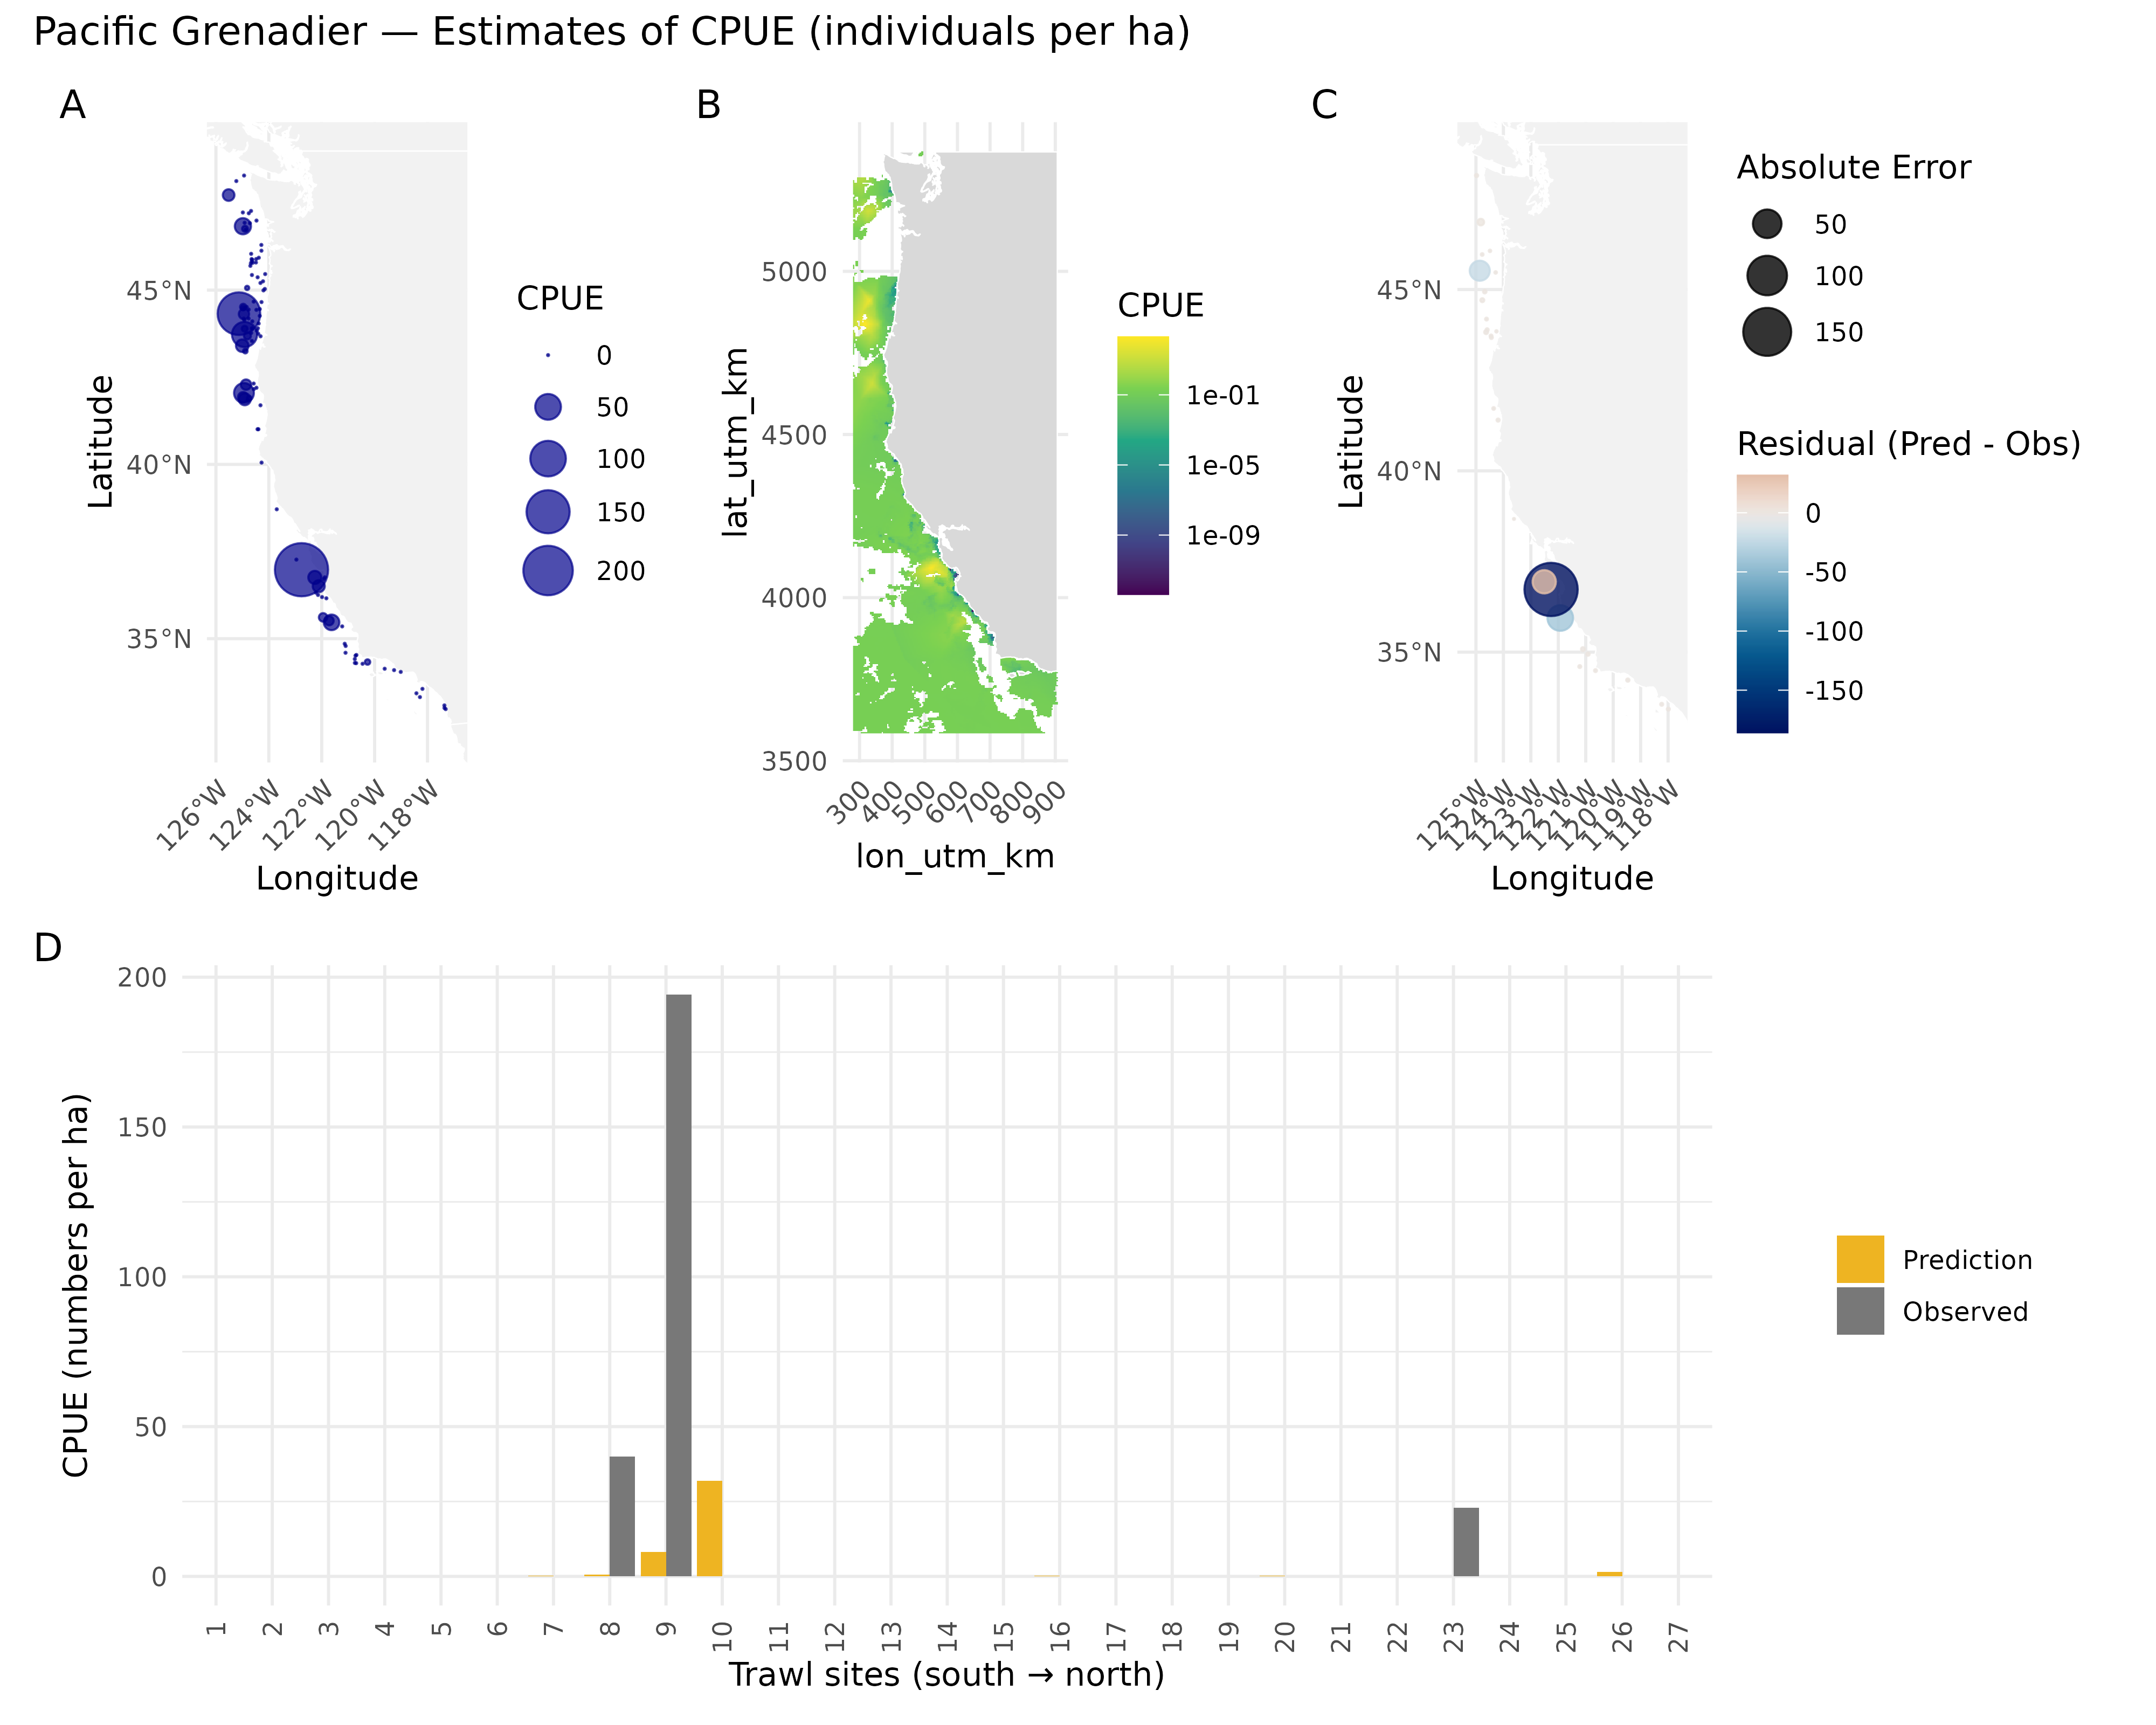 Pacific Grenadier — Estimates of CPUE (individuals per ha)
A
Latitude
45°N
40°N
35°N
126°W
124°W
122°W
120°W
118°W
Longitude
CPUE
0
50
100
150
200
B
lat_utm_km
5000
4500
4000
3500
300
400
500
600
700
800
900
lon_utm_km
CPUE
1e-01
1e-05
1e-09
C
Latitude
45°N
40°N
35°N
125°W
124°W
123°W
122°W
121°W
120°W
119°W
118°W
Longitude
Absolute Error
50
100
150
Residual (Pred - Obs)
0
-50
-100
-150
D
CPUE (numbers per ha)
200
150
100
50
0
1 2 3 4 5 6 7 8 9 10 11 12 13 14 15 16 17 18 19 20 21 22 23 24 25 26 27
Trawl sites (south → north)
Prediction
Observed